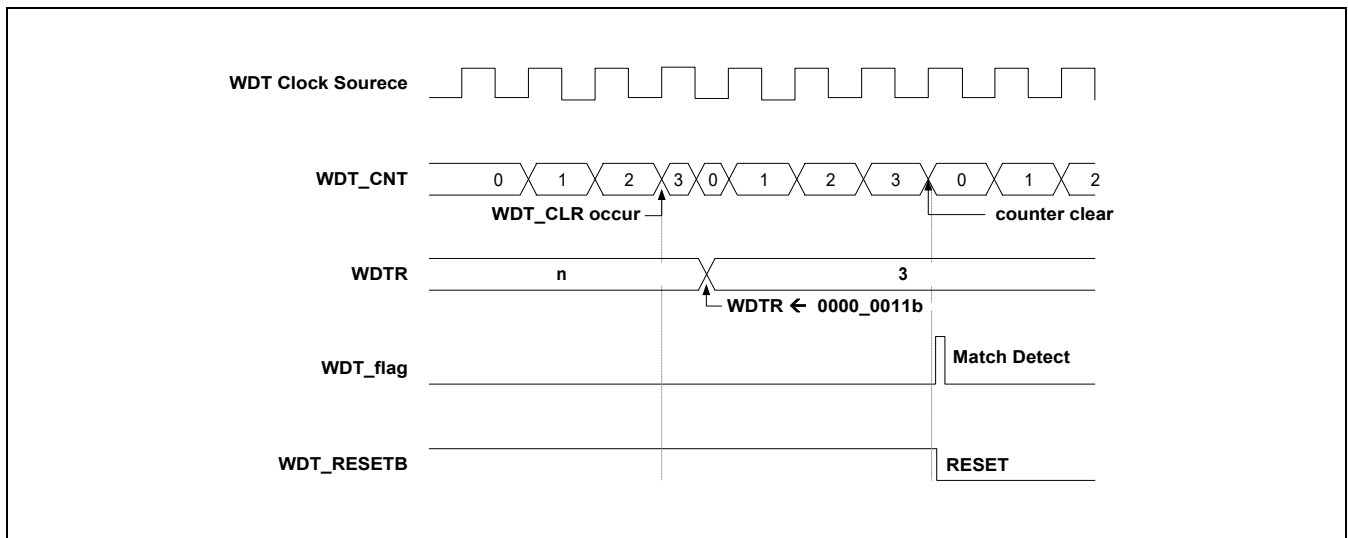 WDT Clock Sourece
WDT_CNT 0 1 2 3 0 1 2 3 0 1 2
WDT_CLR occur counter clear
WDTR n 3
WDTR ← 0000_0011b
WDT_flag Match Detect
WDT_RESETB RESET